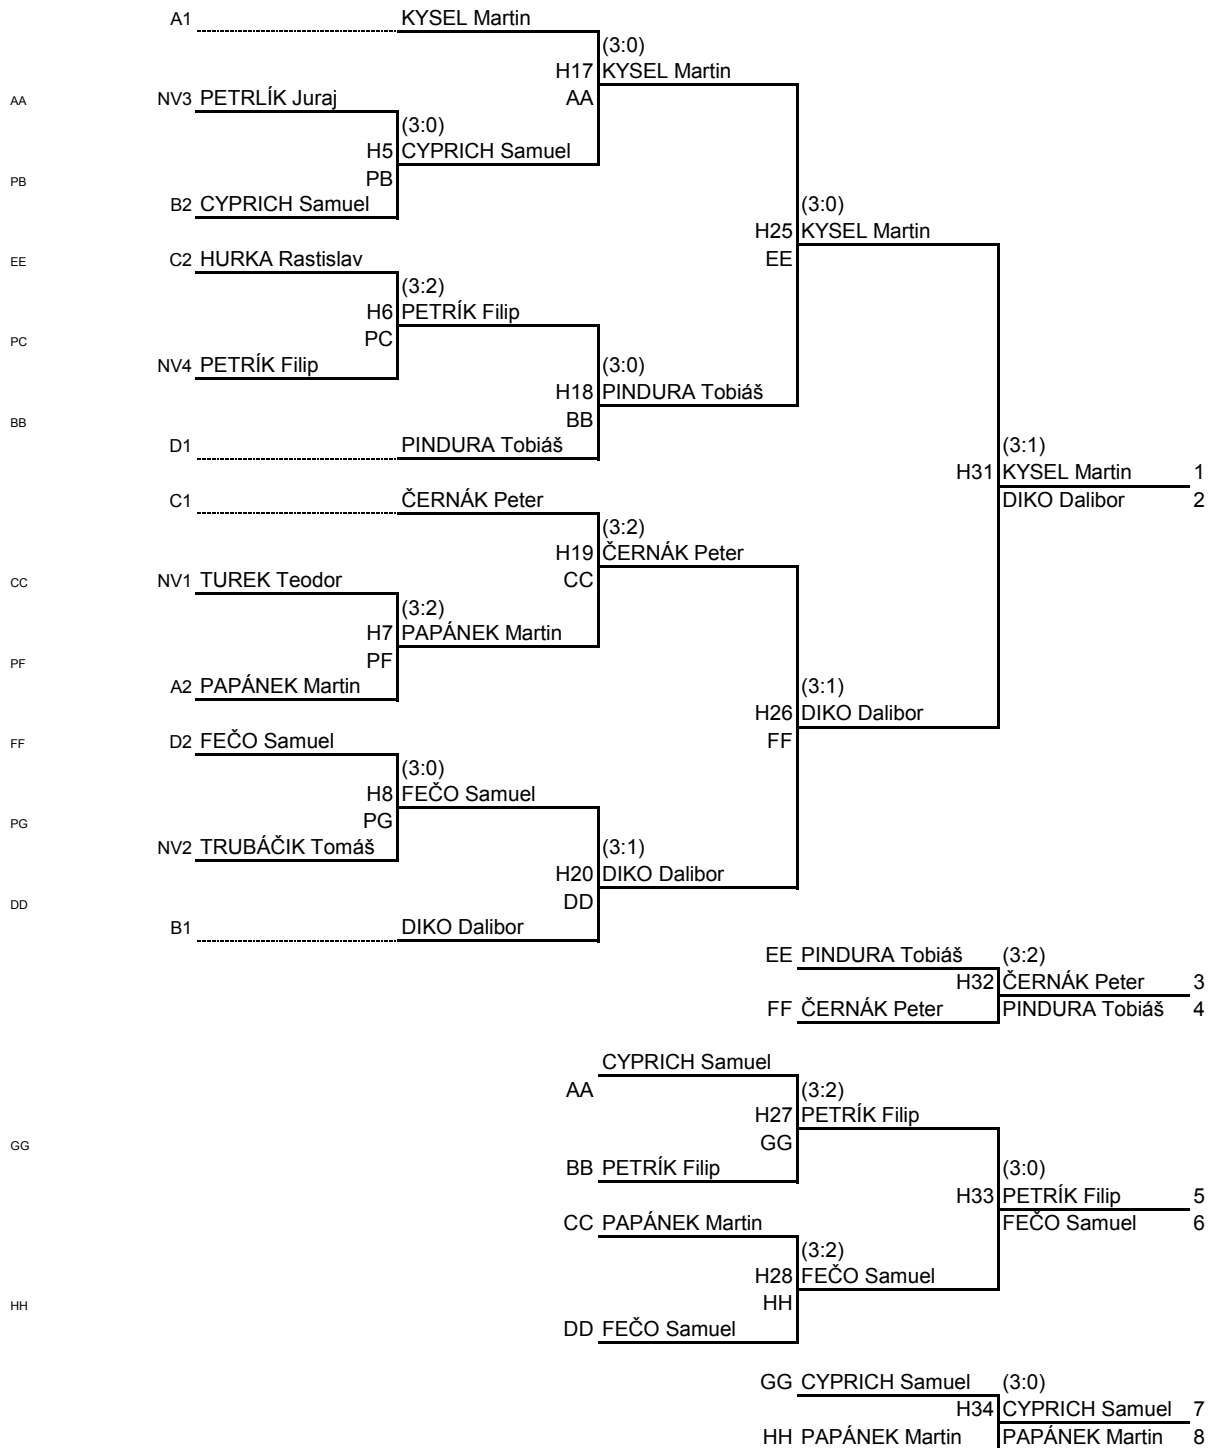 A1 KYSEL Martin
(3:0)
H17 KYSEL Martin
AA NV3 PETRLÍK Juraj AA
(3:0)
H5 CYPRICH Samuel
PB PB
B2 CYPRICH Samuel (3:0)
H25 KYSEL Martin
EE C2 HURKA Rastislav EE
(3:2)
H6 PETRÍK Filip
PC PC
NV4 PETRÍK Filip (3:0)
H18 PINDURA Tobiáš
BB BB
D1 PINDURA Tobiáš (3:1)
H31 KYSEL Martin 1
C1 ČERNÁK Peter DIKO Dalibor 2
(3:2)
H19 ČERNÁK Peter
CC NV1 TUREK Teodor CC
(3:2)
H7 PAPÁNEK Martin
PF PF
A2 PAPÁNEK Martin (3:1)
H26 DIKO Dalibor
FF D2 FEČO Samuel FF
(3:0)
H8 FEČO Samuel
PG PG
NV2 TRUBÁČIK Tomáš (3:1)
H20 DIKO Dalibor
DD DD
B1 DIKO Dalibor
EE PINDURA Tobiáš (3:2)
H32 ČERNÁK Peter 3
FF ČERNÁK Peter PINDURA Tobiáš 4
CYPRICH Samuel
AA (3:2)
H27 PETRÍK Filip
GG GG
BB PETRÍK Filip (3:0)
H33 PETRÍK Filip 5
CC PAPÁNEK Martin FEČO Samuel 6
(3:2)
H28 FEČO Samuel
HH HH
DD FEČO Samuel
GG CYPRICH Samuel (3:0)
H34 CYPRICH Samuel 7
HH PAPÁNEK Martin PAPÁNEK Martin 8